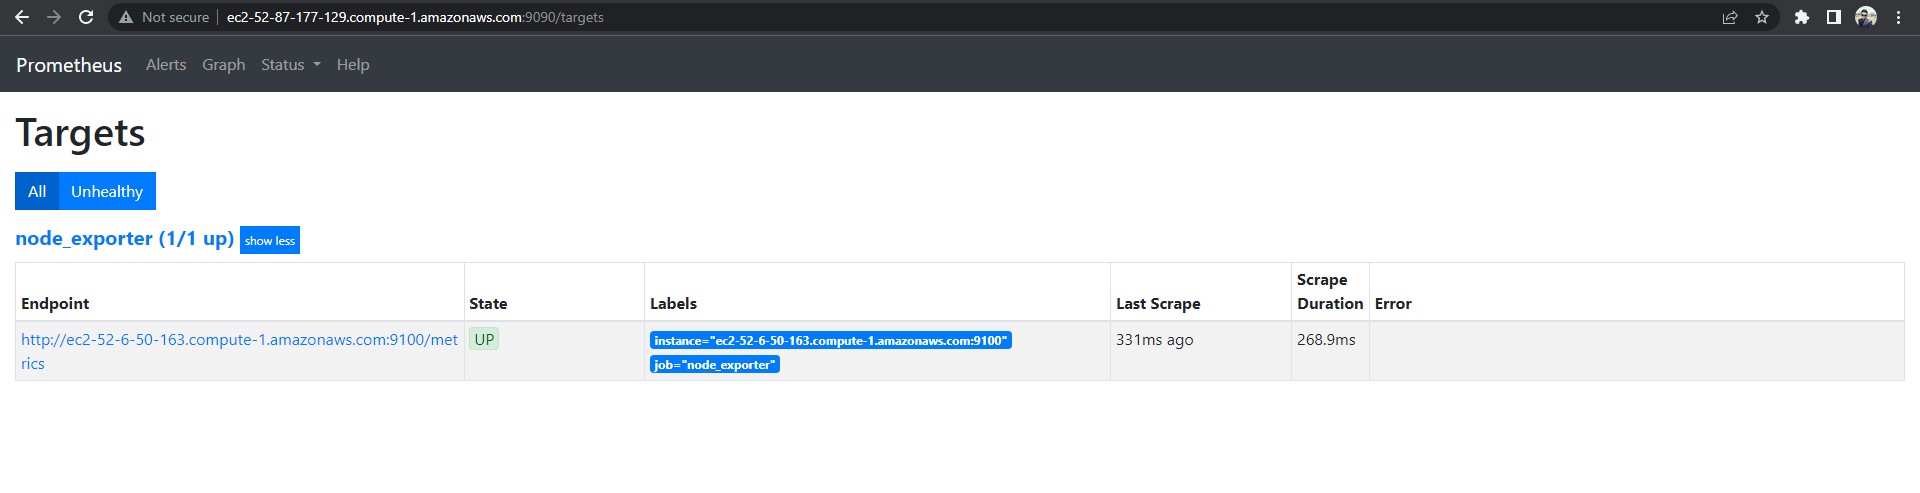 Not secure ec2-52-87-177-129.compute-1.amazonaws.com:9090/targets
Prometheus Alerts Graph Status Help
Targets
All Unhealthy
node_exporter (1/1 up) show less
Endpoint State Labels Last Scrape Scrape Duration Error
http://ec2-52-6-50-163.compute-1.amazonaws.com:9100/met
rics
UP
instance="ec2-52-6-50-163.compute-1.amazonaws.com:9100"
job="node_exporter"
331ms ago
268.9ms